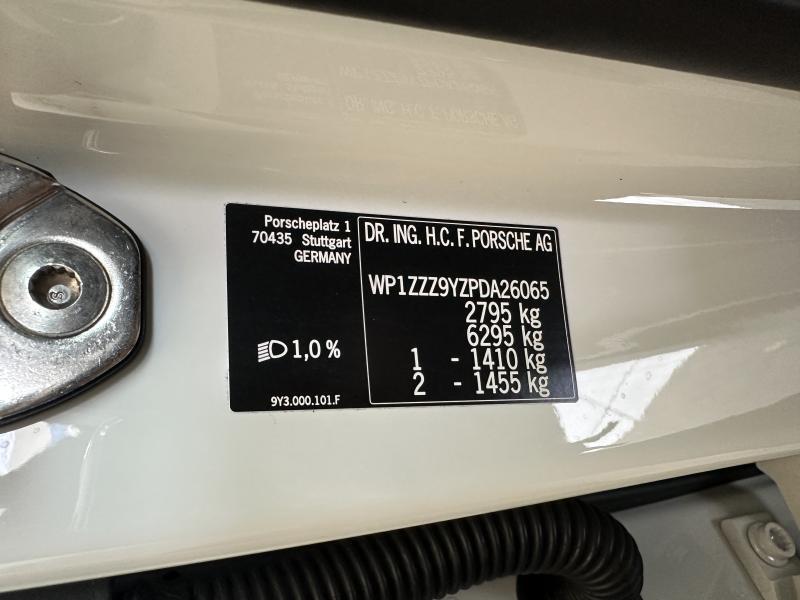 Porscheplatz 1
70435 Stuttgart
GERMANY
1,0 %
9Y3.000.101.F
DR. ING. H.C. F. PORSCHE AG
WP1ZZZ9YZPDA26065
2795 kg
6295 kg
1 - 1410 kg
2 - 1455 kg